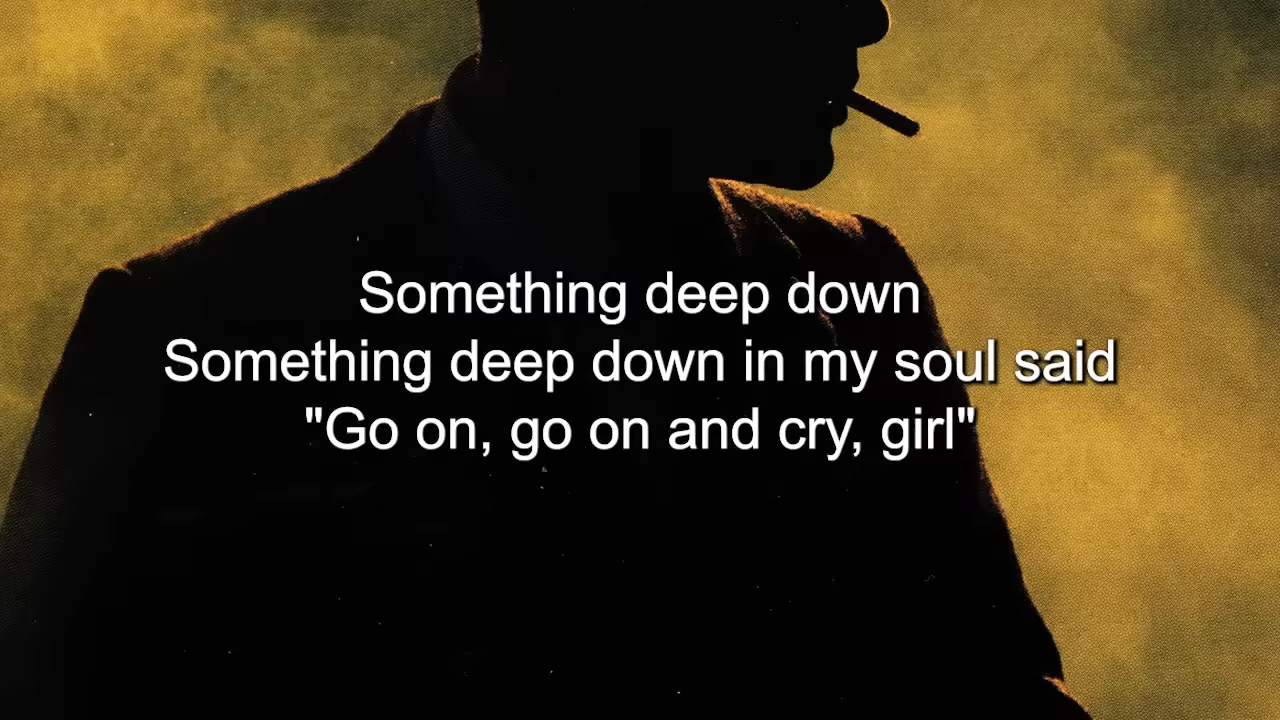 Something deep down
Something deep down in my soul said
"Go on, go on and cry, girl"